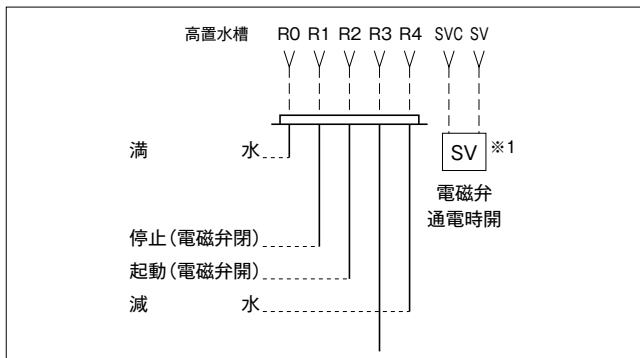 高置水槽 R0 R1 R2 R3 R4 SVC SV
満 水
SV ※1
電磁弁
通電時開
停止(電磁弁閉)
起動(電磁弁開)
減 水